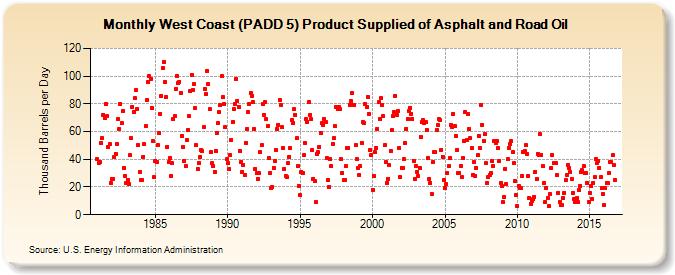 Monthly West Coast (PADD 5) Product Supplied of Asphalt and Road Oil
Thousand Barrels per Day
120
100
80
60
40
20
0
1985 1990 1995 2000 2005 2010 2015
Source: U.S. Energy Information Administration